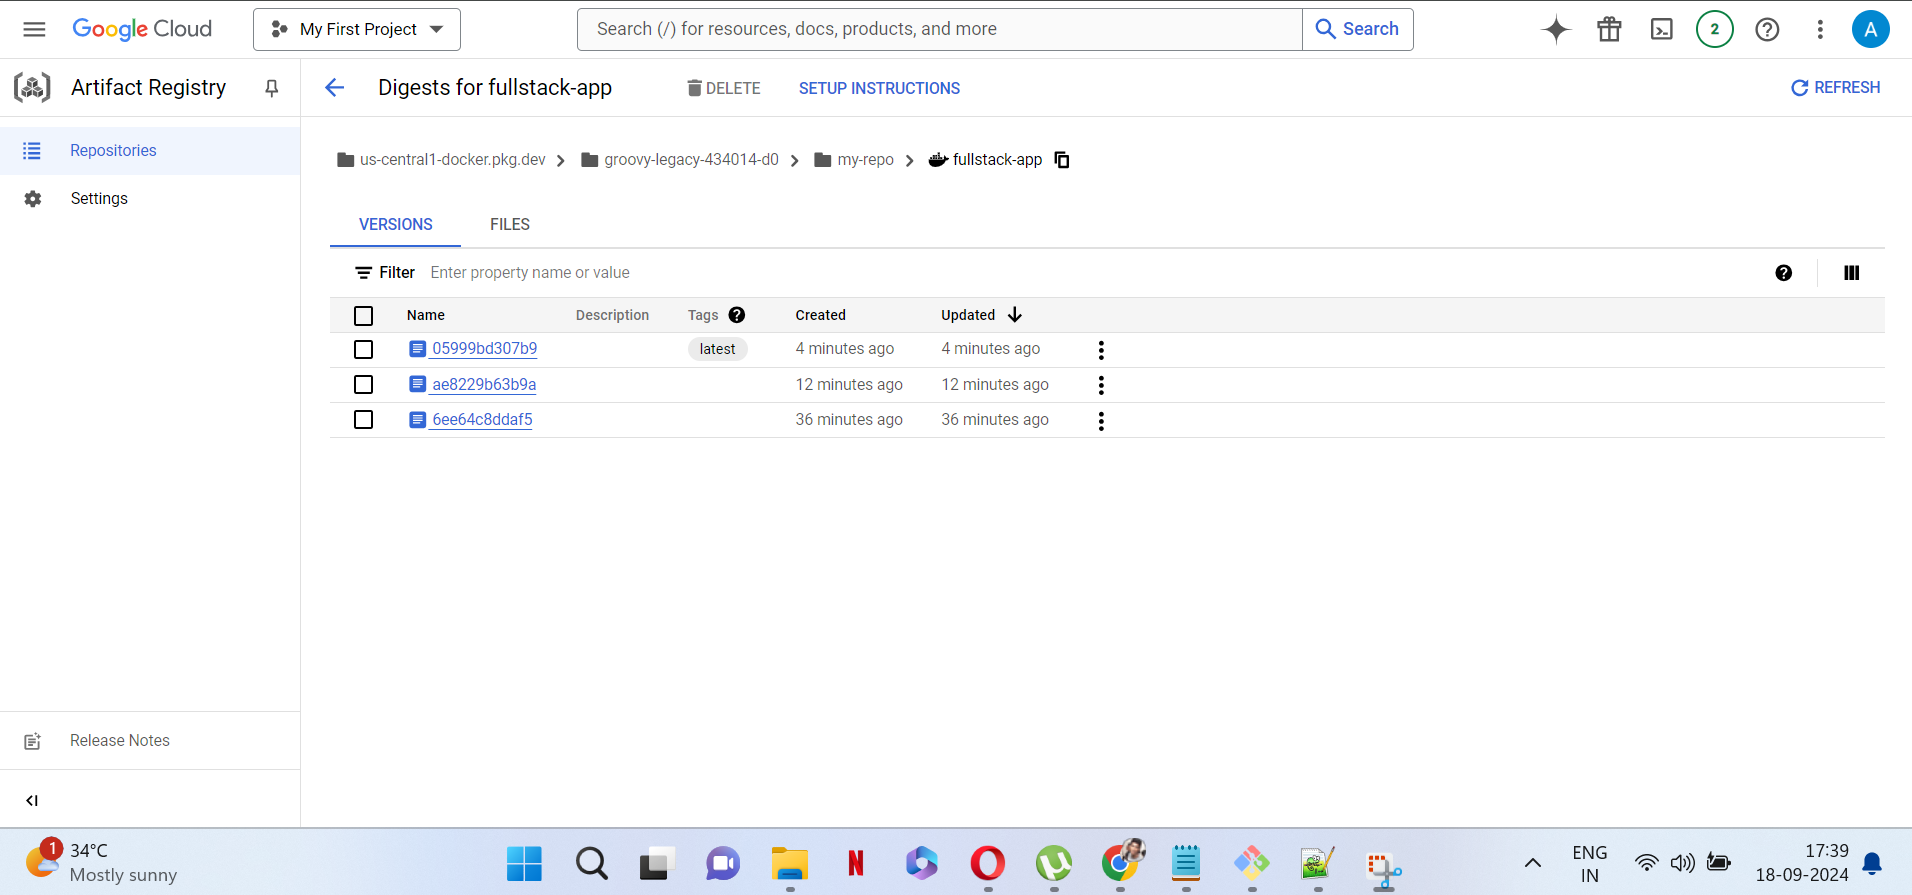 Google Cloud
My First Project
Search (/) for resources, docs, products, and more
Search
2
A
Artifact Registry
Digests for fullstack-app
DELETE
SETUP INSTRUCTIONS
REFRESH
Repositories
Settings
us-central1-docker.pkg.dev
groovy-legacy-434014-d0
my-repo
fullstack-app
VERSIONS
FILES
Filter Enter property name or value
Name Description Tags Created Updated
05999bd307b9 latest 4 minutes ago 4 minutes ago
ae8229b63b9a 12 minutes ago 12 minutes ago
6ee64c8ddaf5 36 minutes ago 36 minutes ago
Release Notes
1
34°C
Mostly sunny
N
ENG
IN
17:39
18-09-2024